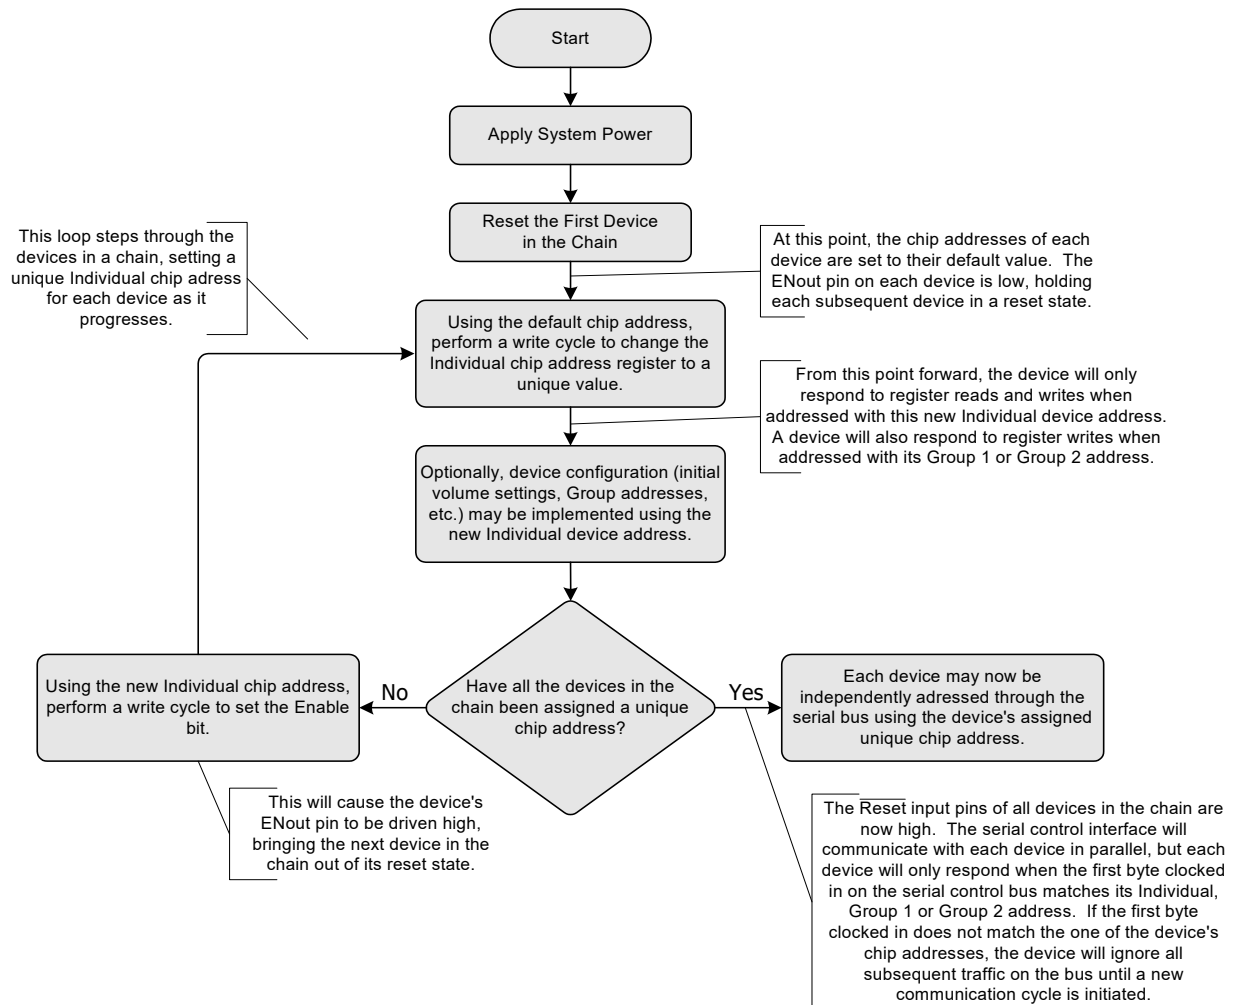 Start
Apply System Power
Reset the First Device
in the Chain
This loop steps through the
devices in a chain, setting a
unique Individual chip adress
for each device as it
progresses.
At this point, the chip addresses of each
device are set to their default value.  The
ENout pin on each device is low, holding
each subsequent device in a reset state.
Using the default chip address,
perform a write cycle to change the
Individual chip address register to a
unique value.
From this point forward, the device will only
respond to register reads and writes when
addressed with this new Individual device address.
A device will also respond to register writes when
addressed with its Group 1 or Group 2 address.
Optionally, device configuration (initial
volume settings, Group addresses,
etc.) may be implemented using the
new Individual device address.
Have all the devices in the
chain been assigned a unique
chip address?
No
Yes
Using the new Individual chip address,
perform a write cycle to set the Enable
bit.
Each device may now be
independently adressed through the
serial bus using the device's assigned
unique chip address.
This will cause the device's
ENout pin to be driven high,
bringing the next device in the
chain out of its reset state.
The Reset input pins of all devices in the chain are
now high.  The serial control interface will
communicate with each device in parallel, but each
device will only respond when the first byte clocked
in on the serial control bus matches its Individual,
Group 1 or Group 2 address.  If the first byte
clocked in does not match the one of the device's
chip addresses, the device will ignore all
subsequent traffic on the bus until a new
communication cycle is initiated.